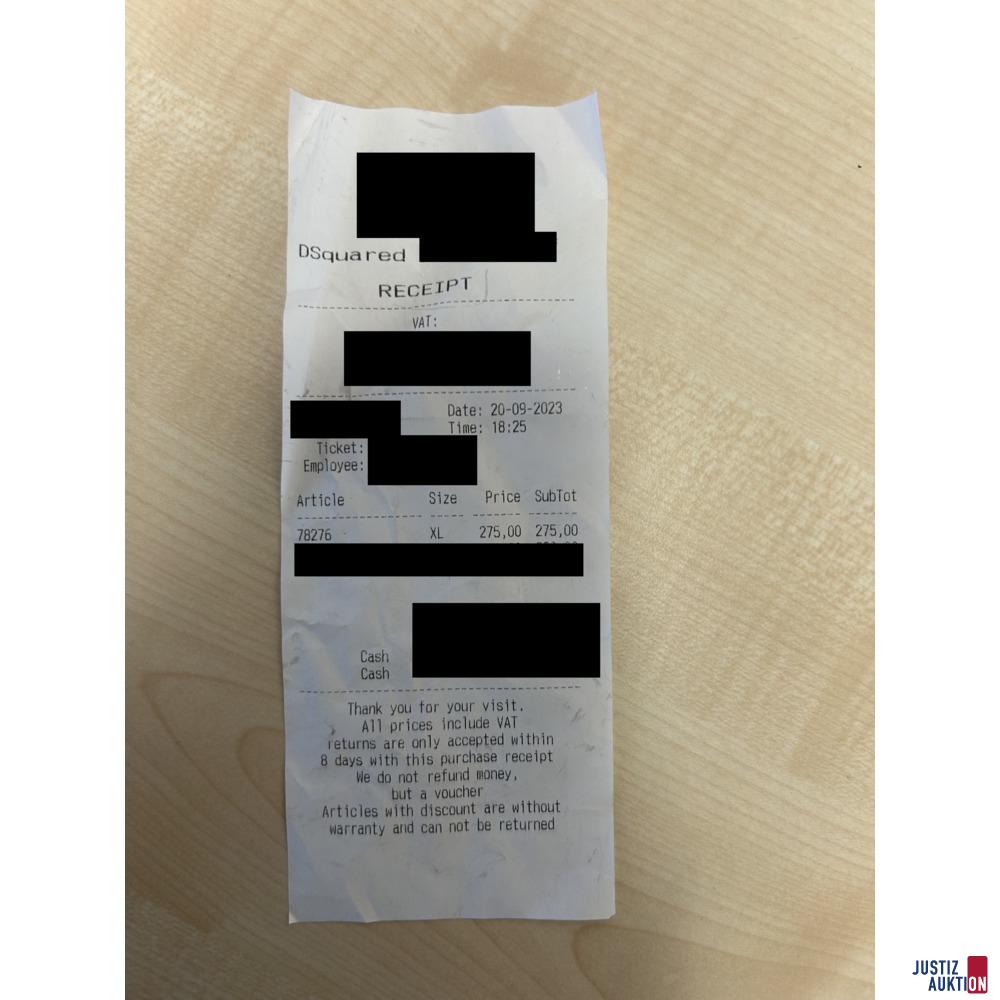 DSquared
RECEIPT
VAT:
Date: 20-09-2023
Time: 18:25
Ticket:
Employee:
Article Size Price SubTot
78276 XL 275,00 275,00
Cash
Cash
Thank you for your visit.
All prices include VAT
returns are only accepted within
8 days with this purchase receipt
We do not refund money,
but a voucher
Articles with discount are without
warranty and can not be returned
JUSTIZ
AUKTION